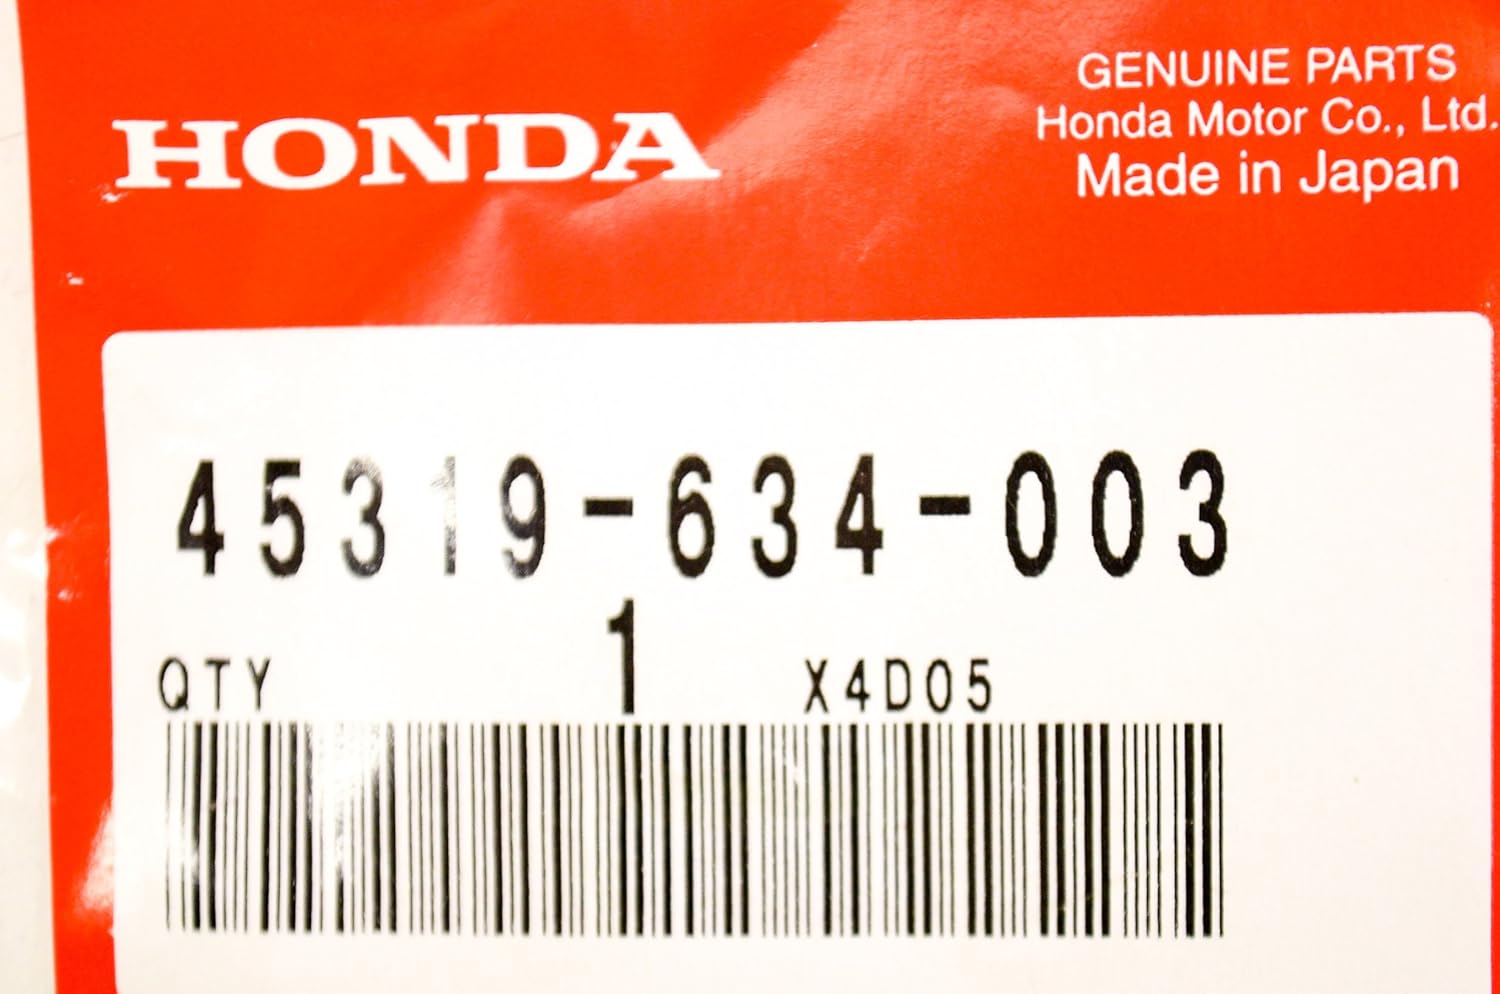 HONDA
GENUINE PARTS
Honda Motor Co., Ltd.
Made in Japan
45319-634-003
QTY 1 X4D05